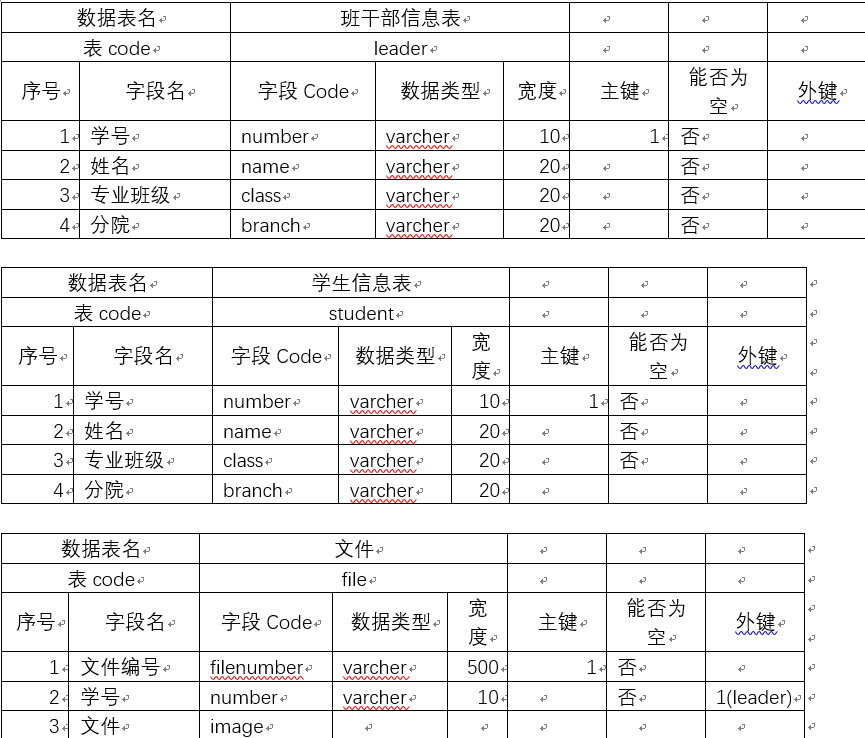 数据表名 班干部信息表
表 code leader
序号 字段名 字段 Code 数据类型 宽度 主键 能否为空 外键
1 学号 number varcher 10 1 否
2 姓名 name varcher 20 否
3 专业班级 class varcher 20 否
4 分院 branch varcher 20 否
数据表名 学生信息表
表 code student
序号 字段名 字段 Code 数据类型 宽度 主键 能否为空 外键
1 学号 number varcher 10 1 否
2 姓名 name varcher 20 否
3 专业班级 class varcher 20 否
4 分院 branch varcher 20
数据表名 文件
表 code file
序号 字段名 字段 Code 数据类型 宽度 主键 能否为空 外键
1 文件编号 filenumber varcher 500 1 否
2 学号 number varcher 10 否 1(leader)
3 文件 image